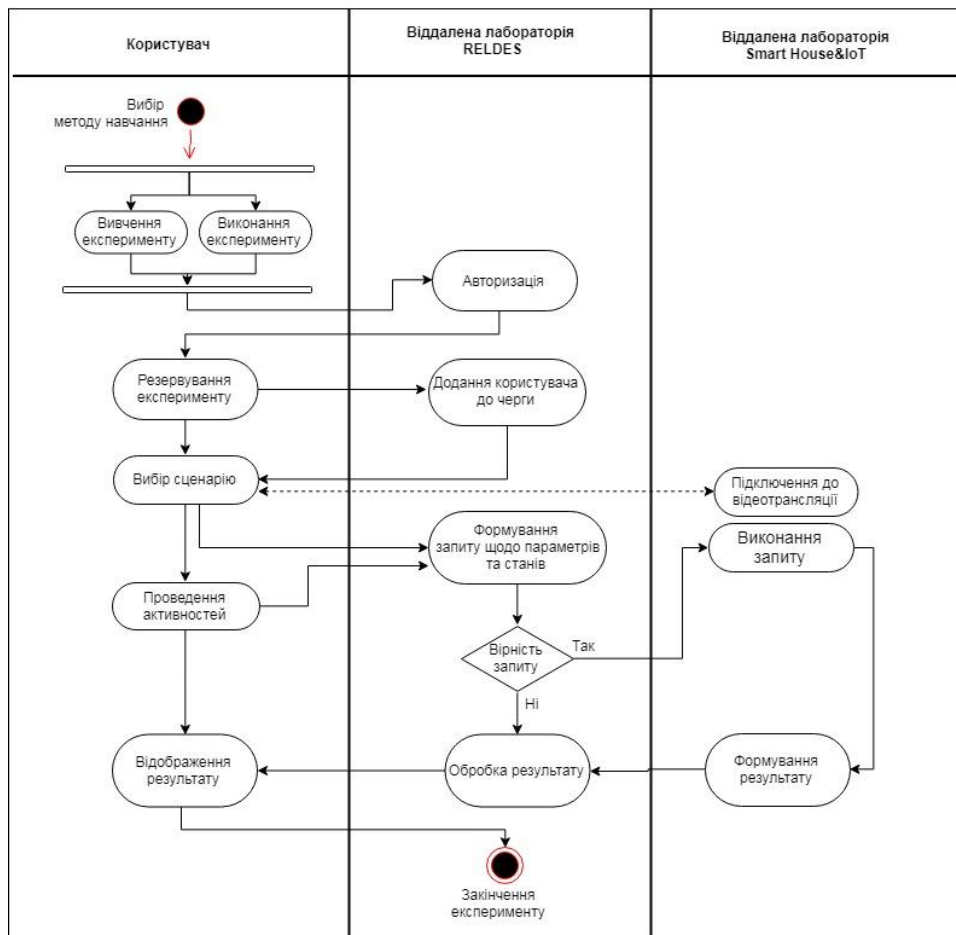 Користувач
Віддалена лабораторія
RELDES
Віддалена лабораторія
Smart House&IoT
Вибір
методу навчання
Вивчення
експерименту
Виконання
експерименту
Авторизація
Резервування
експерименту
Додання користувача
до черги
Вибір сценарію
Підключення до
відеотрансляції
Формування
запиту щодо параметрів
та станів
Виконання
запиту
Проведення
активностей
Вірність
запиту
Так
Ні
Відображення
результату
Обробка результату
Формування
результату
Закінчення
експерименту